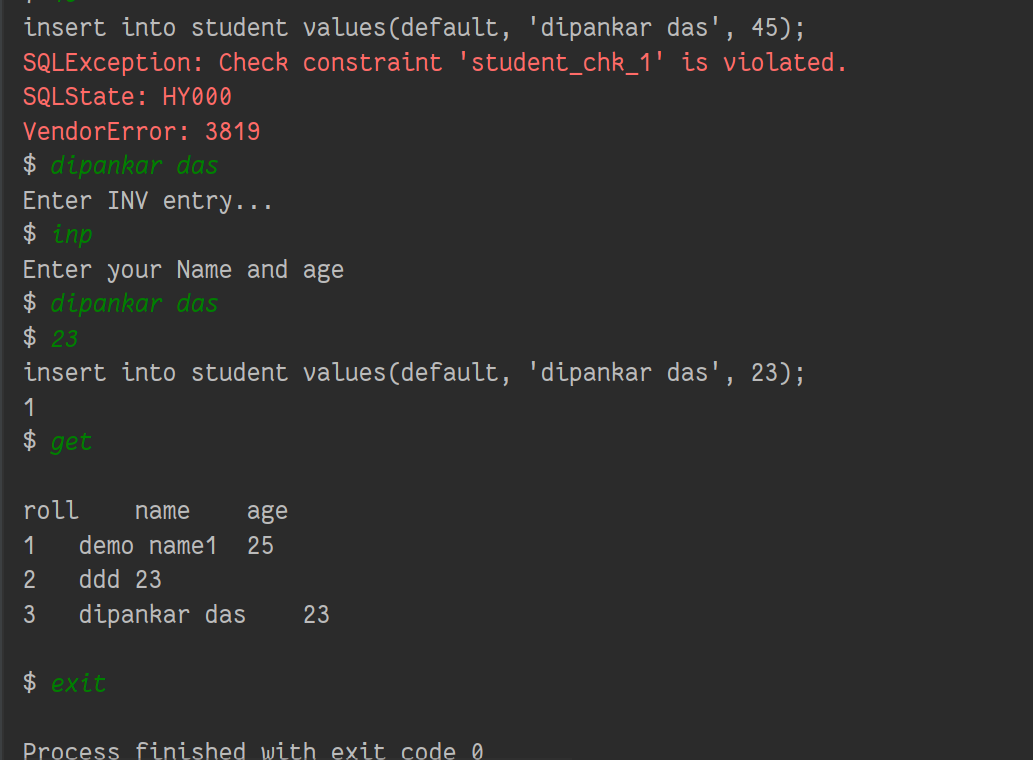 insert into student values(default, 'dipankar das', 45);
SQLException: Check constraint 'student_chk_1' is violated.
SQLState: HY000
VendorError: 3819
$ dipankar das
Enter INV entry...
$ inp
Enter your Name and age
$ dipankar das
$ 23
insert into student values(default, 'dipankar das', 23);
1
$ get
roll name age
1 demo name1 25
2 ddd 23
3 dipankar das 23
$ exit
Process finished with exit code 0